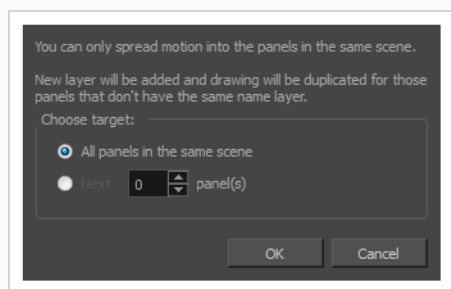 You can only spread motion into the panels in the same scene.
New layer will be added and drawing will be duplicated for those
panels that don't have the same name layer.
Choose target:
All panels in the same scene
Next 0 panel(s)
OK Cancel